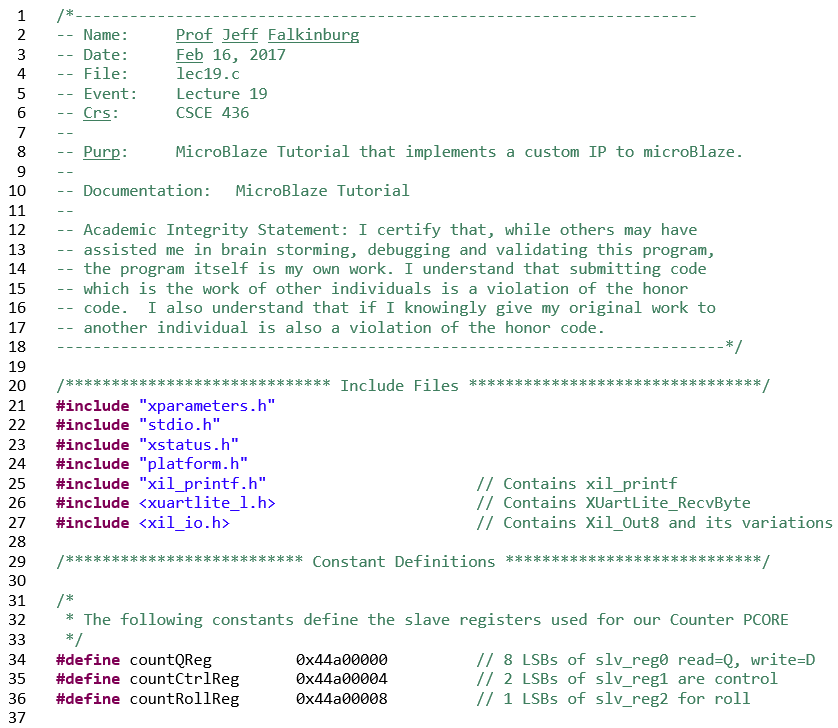 1 /*--------------------------------------------------------------------
2 -- Name: Prof Jeff Falkinburg
3 -- Date: Feb 16, 2017
4 -- File: lec19.c
5 -- Event: Lecture 19
6 -- Crs: CSCE 436
7 --
8 -- Purp: MicroBlaze Tutorial that implements a custom IP to microBlaze.
9 --
10 -- Documentation: MicroBlaze Tutorial
11 --
12 -- Academic Integrity Statement: I certify that, while others may have
13 -- assisted me in brain storming, debugging and validating this program,
14 -- the program itself is my own work. I understand that submitting code
15 -- which is the work of other individuals is a violation of the honor
16 -- code.  I also understand that if I knowingly give my original work to
17 -- another individual is also a violation of the honor code.
18 -------------------------------------------------------------------------*/
19
20 /***************************** Include Files ********************************/
21 #include "xparameters.h"
22 #include "stdio.h"
23 #include "xstatus.h"
24 #include "platform.h"
25 #include "xil_printf.h" // Contains xil_printf
26 #include <xuartlite_l.h> // Contains XUartLite_RecvByte
27 #include <xil_io.h> // Contains Xil_Out8 and its variations
28
29 /************************** Constant Definitions ****************************/
30
31 /*
32 * The following constants define the slave registers used for our Counter PCORE
33 */
34 #define countQReg 0x44a00000 // 8 LSBs of slv_reg0 read=Q, write=D
35 #define countCtrlReg 0x44a00004 // 2 LSBs of slv_reg1 are control
36 #define countRollReg 0x44a00008 // 1 LSBs of slv_reg2 for roll
37